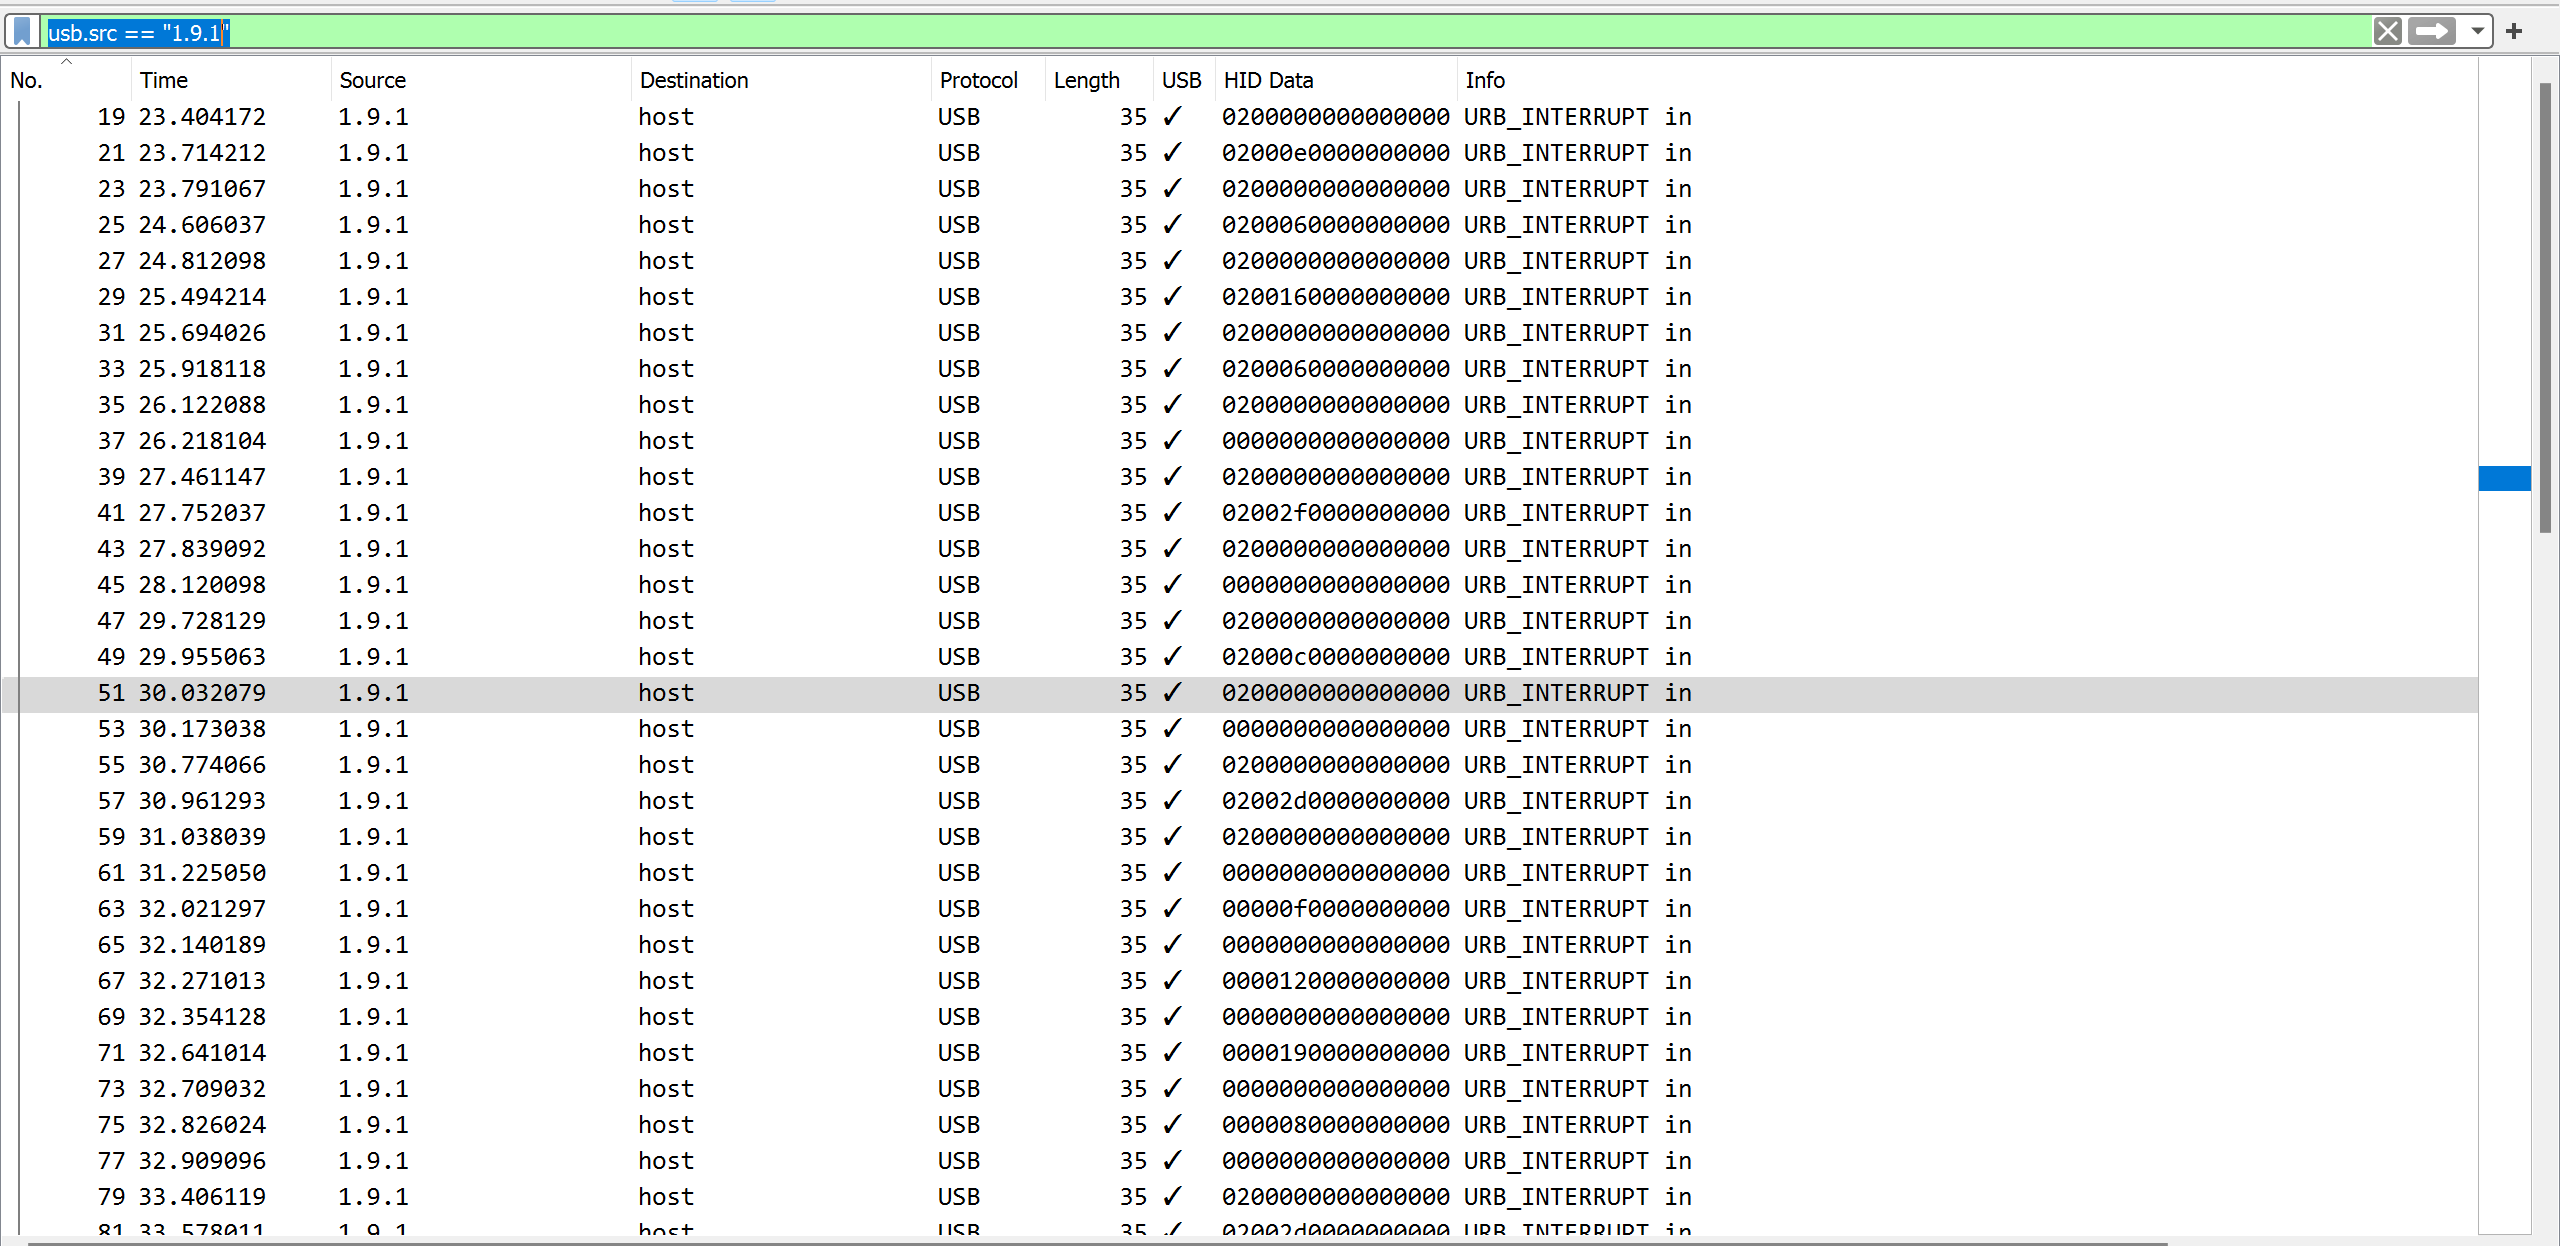 usb.src == "1.9.1"
No. Time Source Destination Protocol Length USB HID Data Info
19 23.404172 1.9.1 host USB 35 ✓ 0200000000000000 URB_INTERRUPT in
21 23.714212 1.9.1 host USB 35 ✓ 02000e0000000000 URB_INTERRUPT in
23 23.791067 1.9.1 host USB 35 ✓ 0200000000000000 URB_INTERRUPT in
25 24.606037 1.9.1 host USB 35 ✓ 0200060000000000 URB_INTERRUPT in
27 24.812098 1.9.1 host USB 35 ✓ 0200000000000000 URB_INTERRUPT in
29 25.494214 1.9.1 host USB 35 ✓ 0200160000000000 URB_INTERRUPT in
31 25.694026 1.9.1 host USB 35 ✓ 0200000000000000 URB_INTERRUPT in
33 25.918118 1.9.1 host USB 35 ✓ 0200060000000000 URB_INTERRUPT in
35 26.122088 1.9.1 host USB 35 ✓ 0200000000000000 URB_INTERRUPT in
37 26.218104 1.9.1 host USB 35 ✓ 0000000000000000 URB_INTERRUPT in
39 27.461147 1.9.1 host USB 35 ✓ 0200000000000000 URB_INTERRUPT in
41 27.752037 1.9.1 host USB 35 ✓ 02002f0000000000 URB_INTERRUPT in
43 27.839092 1.9.1 host USB 35 ✓ 0200000000000000 URB_INTERRUPT in
45 28.120098 1.9.1 host USB 35 ✓ 0000000000000000 URB_INTERRUPT in
47 29.728129 1.9.1 host USB 35 ✓ 0200000000000000 URB_INTERRUPT in
49 29.955063 1.9.1 host USB 35 ✓ 02000c0000000000 URB_INTERRUPT in
51 30.032079 1.9.1 host USB 35 ✓ 0200000000000000 URB_INTERRUPT in
53 30.173038 1.9.1 host USB 35 ✓ 0000000000000000 URB_INTERRUPT in
55 30.774066 1.9.1 host USB 35 ✓ 0200000000000000 URB_INTERRUPT in
57 30.961293 1.9.1 host USB 35 ✓ 02002d0000000000 URB_INTERRUPT in
59 31.038039 1.9.1 host USB 35 ✓ 0200000000000000 URB_INTERRUPT in
61 31.225050 1.9.1 host USB 35 ✓ 0000000000000000 URB_INTERRUPT in
63 32.021297 1.9.1 host USB 35 ✓ 00000f0000000000 URB_INTERRUPT in
65 32.140189 1.9.1 host USB 35 ✓ 0000000000000000 URB_INTERRUPT in
67 32.271013 1.9.1 host USB 35 ✓ 0000120000000000 URB_INTERRUPT in
69 32.354128 1.9.1 host USB 35 ✓ 0000000000000000 URB_INTERRUPT in
71 32.641014 1.9.1 host USB 35 ✓ 0000190000000000 URB_INTERRUPT in
73 32.709032 1.9.1 host USB 35 ✓ 0000000000000000 URB_INTERRUPT in
75 32.826024 1.9.1 host USB 35 ✓ 0000080000000000 URB_INTERRUPT in
77 32.909096 1.9.1 host USB 35 ✓ 0000000000000000 URB_INTERRUPT in
79 33.406119 1.9.1 host USB 35 ✓ 0200000000000000 URB_INTERRUPT in
81 33.578011 1.9.1 host USB 35 ✓ 02002d0000000000 URB_INTERRUPT in